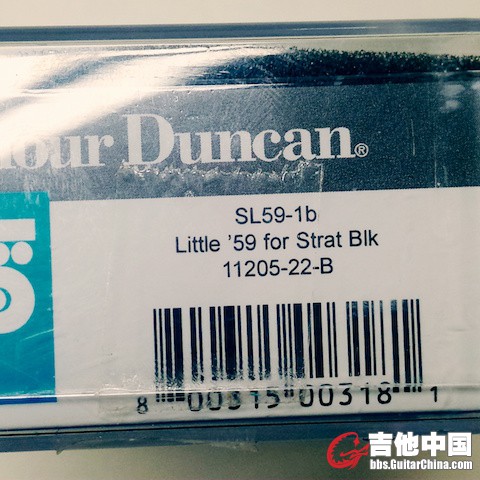 our Duncan®
SL59-1b
Little '59 for Strat Blk
11205-22-B
8 00315 00318 1
吉他中国
bbs.GuitarChina.com